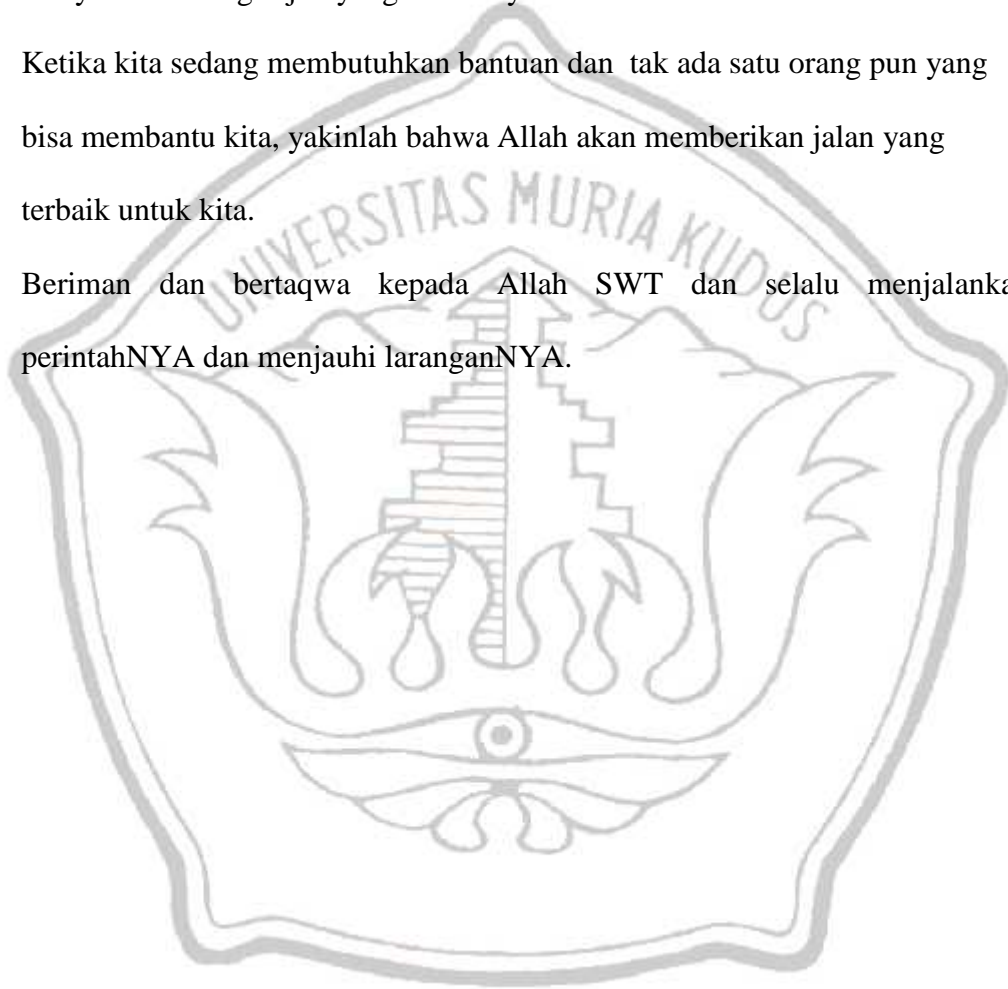 Ketika kita sedang membutuhkan bantuan dan tak ada satu orang pun yang
bisa membantu kita, yakinlah bahwa Allah akan memberikan jalan yang
terbaik untuk kita.
UNIVERSITAS MURIA KUDUS
Beriman dan bertaqwa kepada Allah SWT dan selalu menjalanka
perintahNYA dan menjauhi laranganNYA.